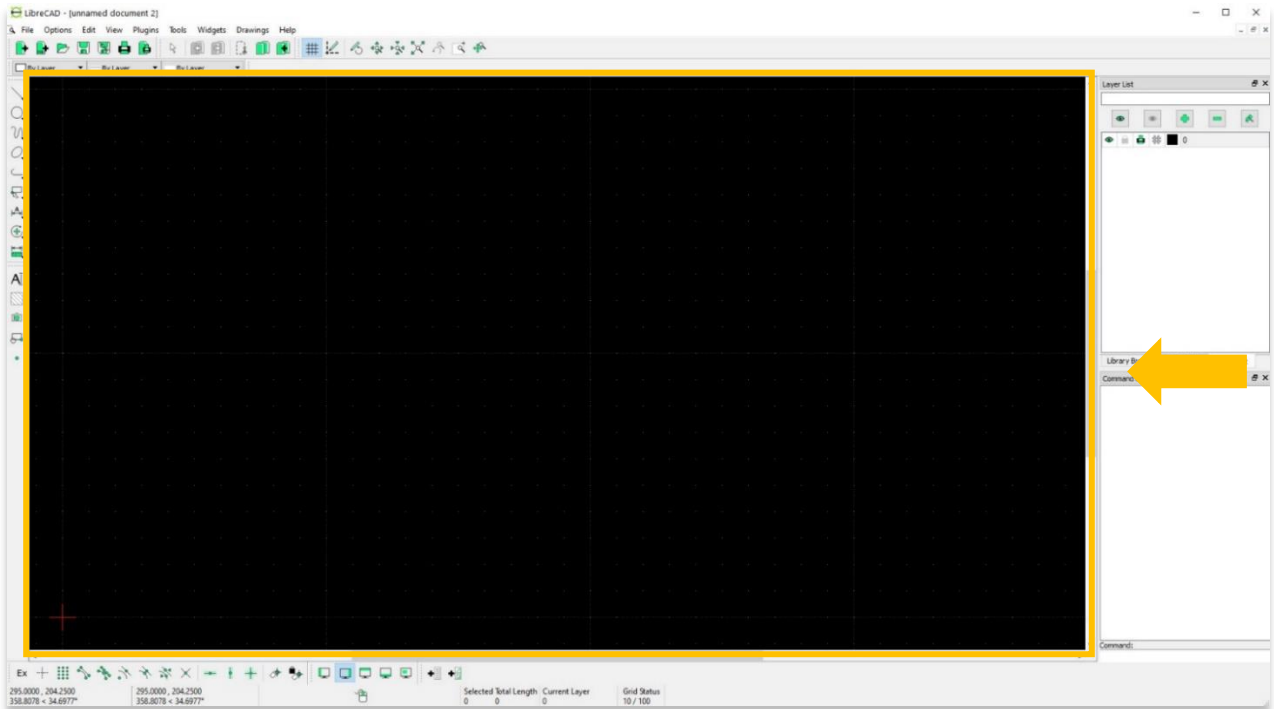 LibreCAD - [unnamed document 2]
File Options Edit View Plugins Tools Widgets Drawings Help
By Layer By Layer By Layer
Layer List
0
A
Library
Command
Command:
Ex
295.0000 , 204.2500 295.0000 , 204.2500 Selected Total Length Current Layer Grid Status
358.8078 < 34.6977° 358.8078 < 34.6977° 0 0 0 10 / 100